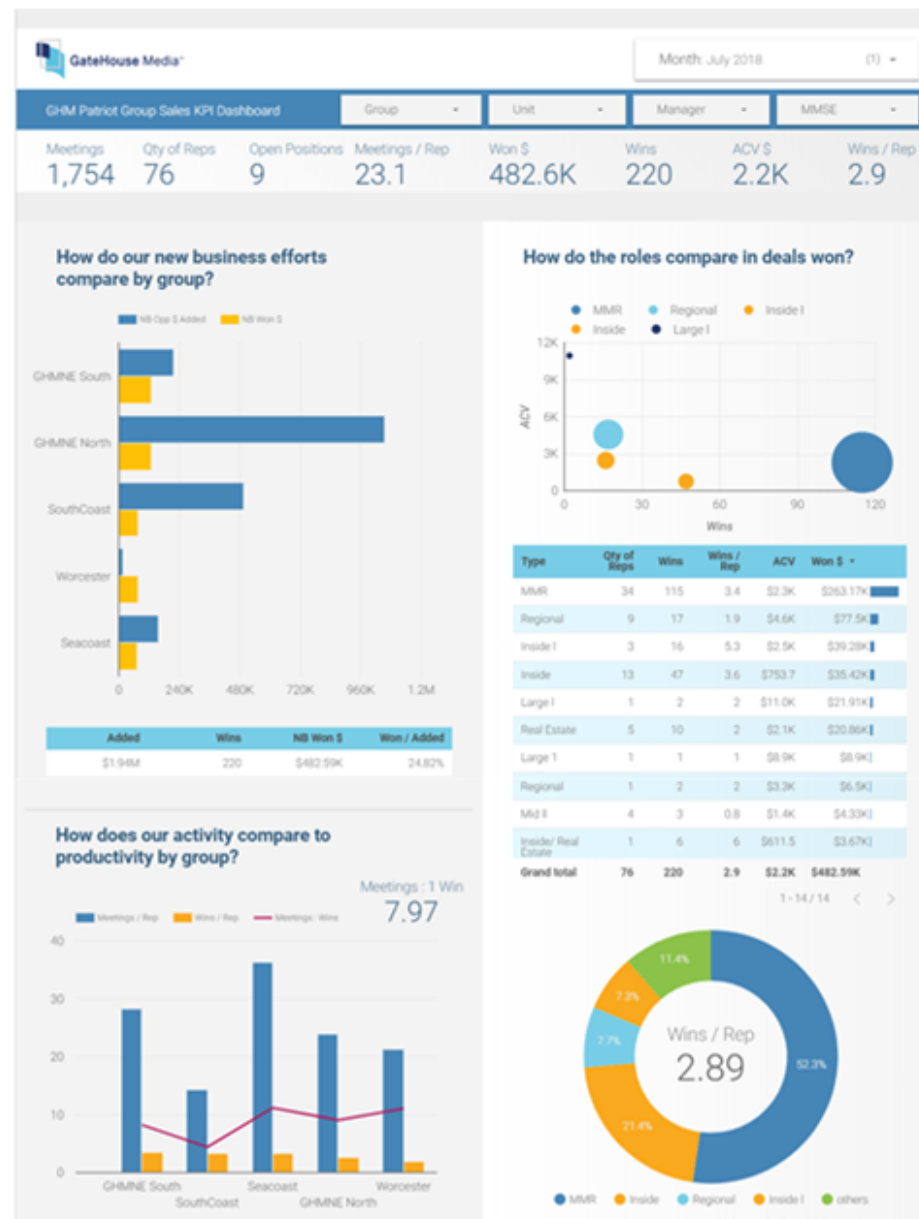 GateHouse Media™
Month: July 2018 (1)
GHM Patriot Group Sales KPI Dashboard Group Unit Manager MMSE
Meetings Qty of Reps Open Positions Meetings / Rep Won $ Wins ACV $ Wins / Rep
1,754 76 9 23.1 482.6K 220 2.2K 2.9
How do our new business efforts
compare by group?
NB Opp $ Added NB Won $
GHMNE South
GHMNE North
SouthCoast
Worcester
Seacoast
0 240K 480K 720K 960K 1.2M
Added Wins NB Won $ Won / Added
$1.94M 220 $482.59K 24.82%
How does our activity compare to
productivity by group?
Meetings : 1 Win
7.97
Meetings / Rep Wins / Rep Meetings : Wins
40
30
20
10
0
GHMNE South Seacoast Worcester
SouthCoast GHMNE North
How do the roles compare in deals won?
MMR Regional Inside I
Inside Large I
12K
9K
6K
3K
0
ACV
0 30 60 90 120
Wins
Type Qty of Reps Wins Wins / Rep ACV Won $
MMR 34 115 3.4 $2.3K $263.17K
Regional 9 17 1.9 $4.6K $77.5K
Inside I 3 16 5.3 $2.5K $39.28K
Inside 13 47 3.6 $753.7 $35.42K
Large I 1 2 2 $11.0K $21.91K
Real Estate 5 10 2 $2.1K $20.86K
Large 1 1 1 1 $8.9K $8.9K
Regional 1 2 2 $3.3K $6.5K
Mid II 4 3 0.8 $1.4K $4.33K
Inside/ Real Estate 1 6 6 $611.5 $3.67K
Grand total 76 220 2.9 $2.2K $482.59K
1 - 14 / 14 < >
11.4%
7.3%
7.7%
21.4%
52.3%
Wins / Rep
2.89
MMR Inside Regional Inside I others